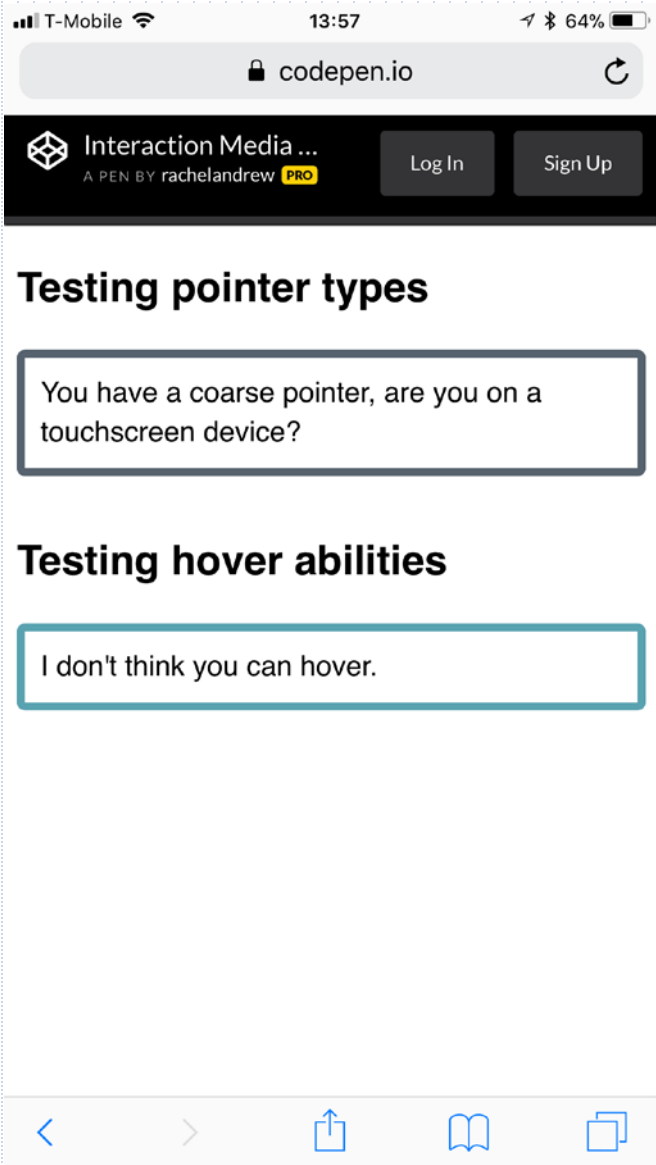 T-Mobile 13:57 64%
codepen.io
Interaction Media ...
A PEN BY rachelandrew PRO
Log In Sign Up
Testing pointer types
You have a coarse pointer, are you on a
touchscreen device?
Testing hover abilities
I don't think you can hover.